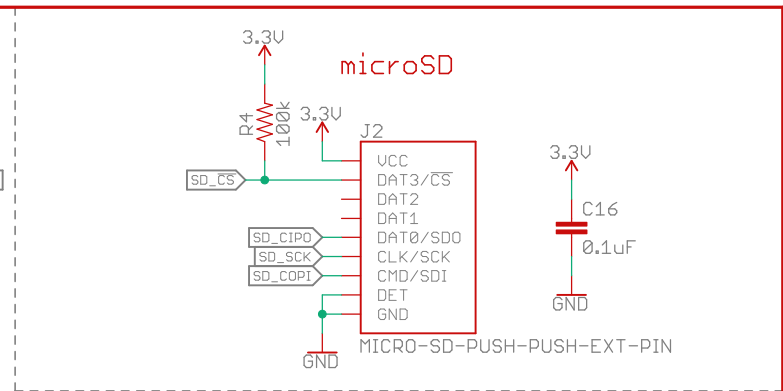 3.3V
microSD
R4
100k
3.3V
J2
3.3V
VCC
SD_CS
DAT3/CS
DAT2
DAT1
C16
SD_CIPO
DAT0/SDO
0.1uF
SD_SCK
CLK/SCK
SD_COPI
CMD/SDI
DET
GND
GND
MICRO-SD-PUSH-PUSH-EXT-PIN
GND